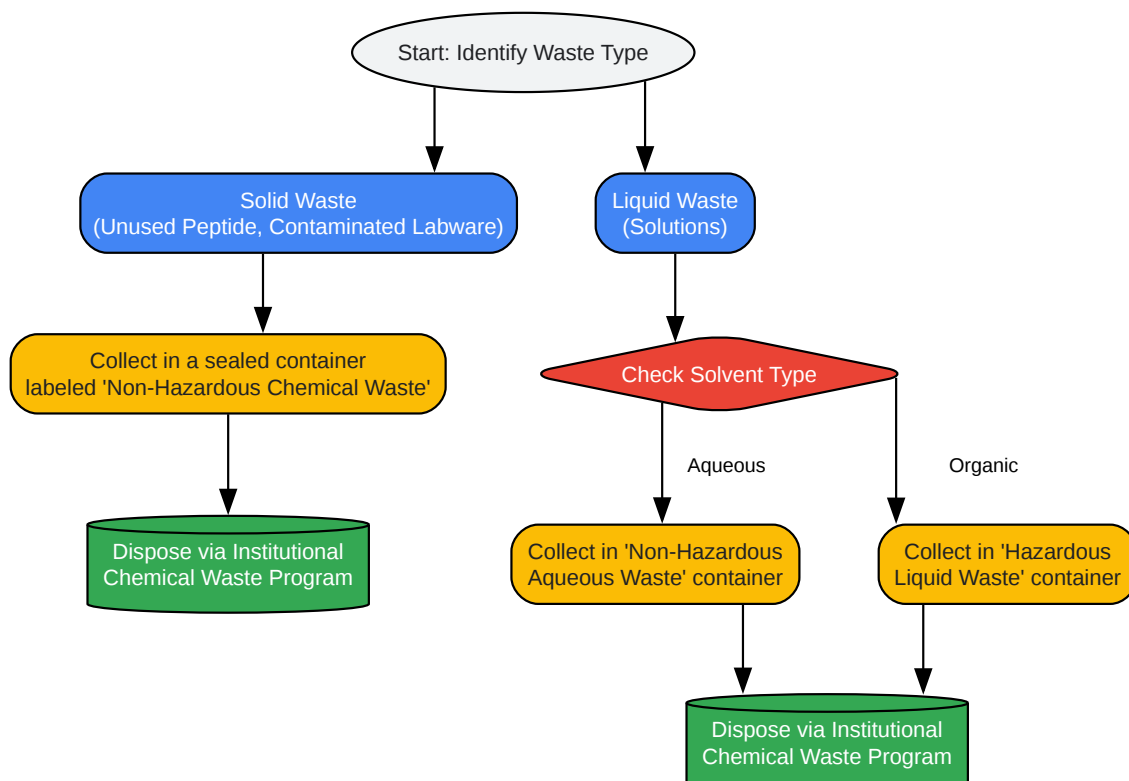 Start: Identify Waste Type
Solid Waste
(Unused Peptide, Contaminated Labware)
Liquid Waste
(Solutions)
Collect in a sealed container
labeled 'Non-Hazardous Chemical Waste'
Check Solvent Type
Aqueous
Organic
Dispose via Institutional
Chemical Waste Program
Collect in 'Non-Hazardous
Aqueous Waste' container
Collect in 'Hazardous
Liquid Waste' container
Dispose via Institutional
Chemical Waste Program